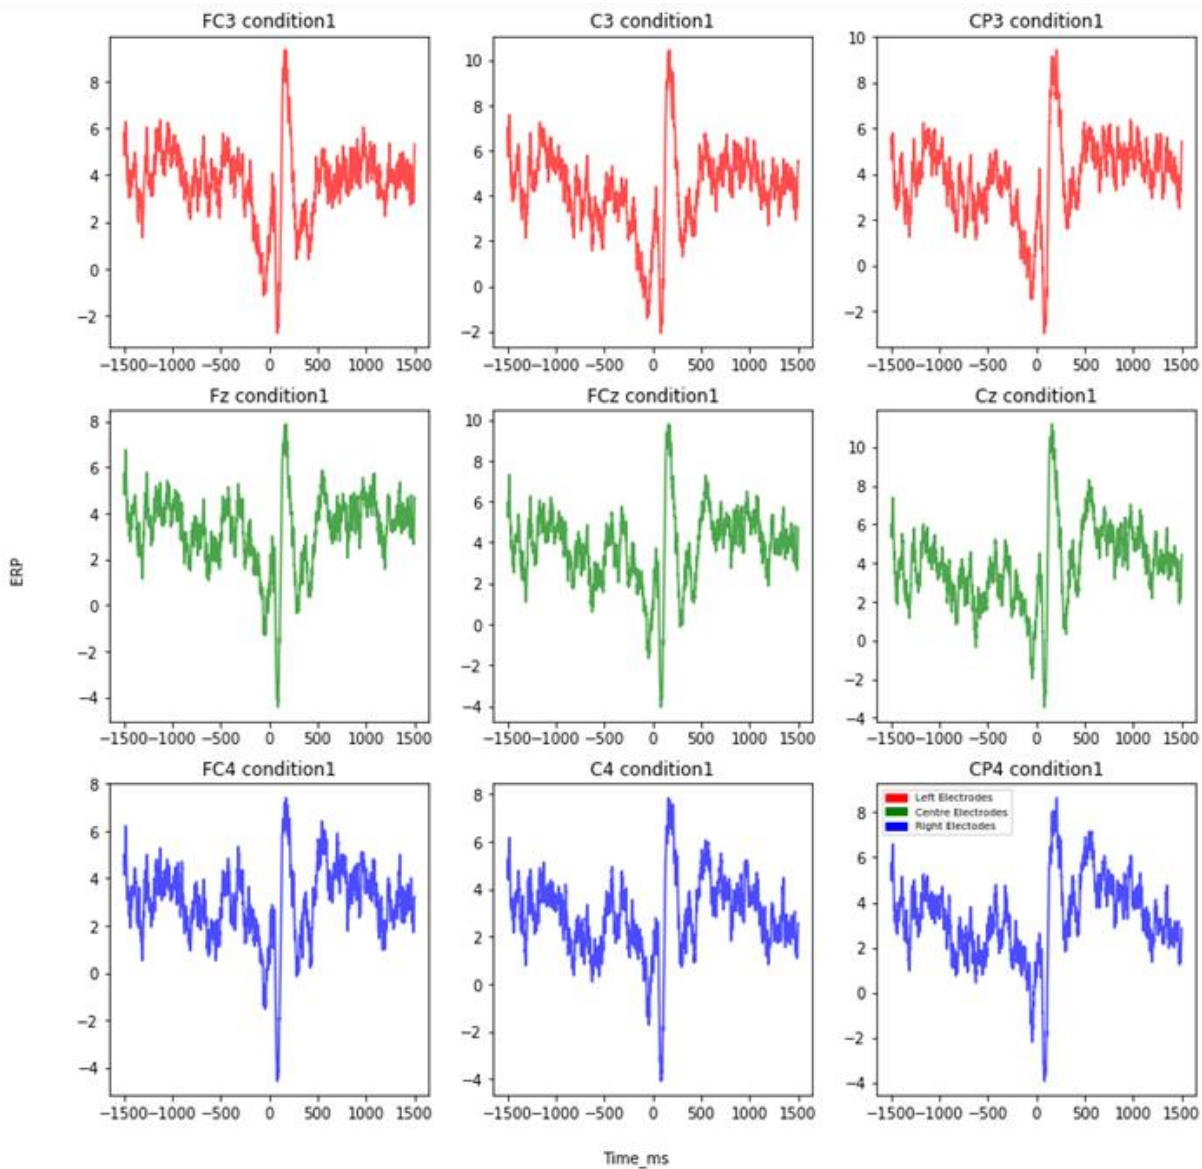 FC3 condition1 C3 condition1 CP3 condition1
8 10 10
6 8 8
4 6 6
2 4 4
0 2 2
−2 0 0
−2 −2
−1500 −1000 −500 0 500 1000 1500 −1500 −1000 −500 0 500 1000 1500 −1500 −1000 −500 0 500 1000 1500
Fz condition1 FCz condition1 Cz condition1
8 10 10
6 8 8
4 6 6
2 4 4
0 2 2
−2 0 0
−4 −2 −2
−4 −4
−1500 −1000 −500 0 500 1000 1500 −1500 −1000 −500 0 500 1000 1500 −1500 −1000 −500 0 500 1000 1500
ERP
FC4 condition1 C4 condition1 CP4 condition1
Left Electrodes
Centre Electrodes
Right Electodes
8 8 8
6 6 6
4 4 4
2 2 2
0 0 0
−2 −2 −2
−4 −4 −4
−1500 −1000 −500 0 500 1000 1500 −1500 −1000 −500 0 500 1000 1500 −1500 −1000 −500 0 500 1000 1500
Time_ms